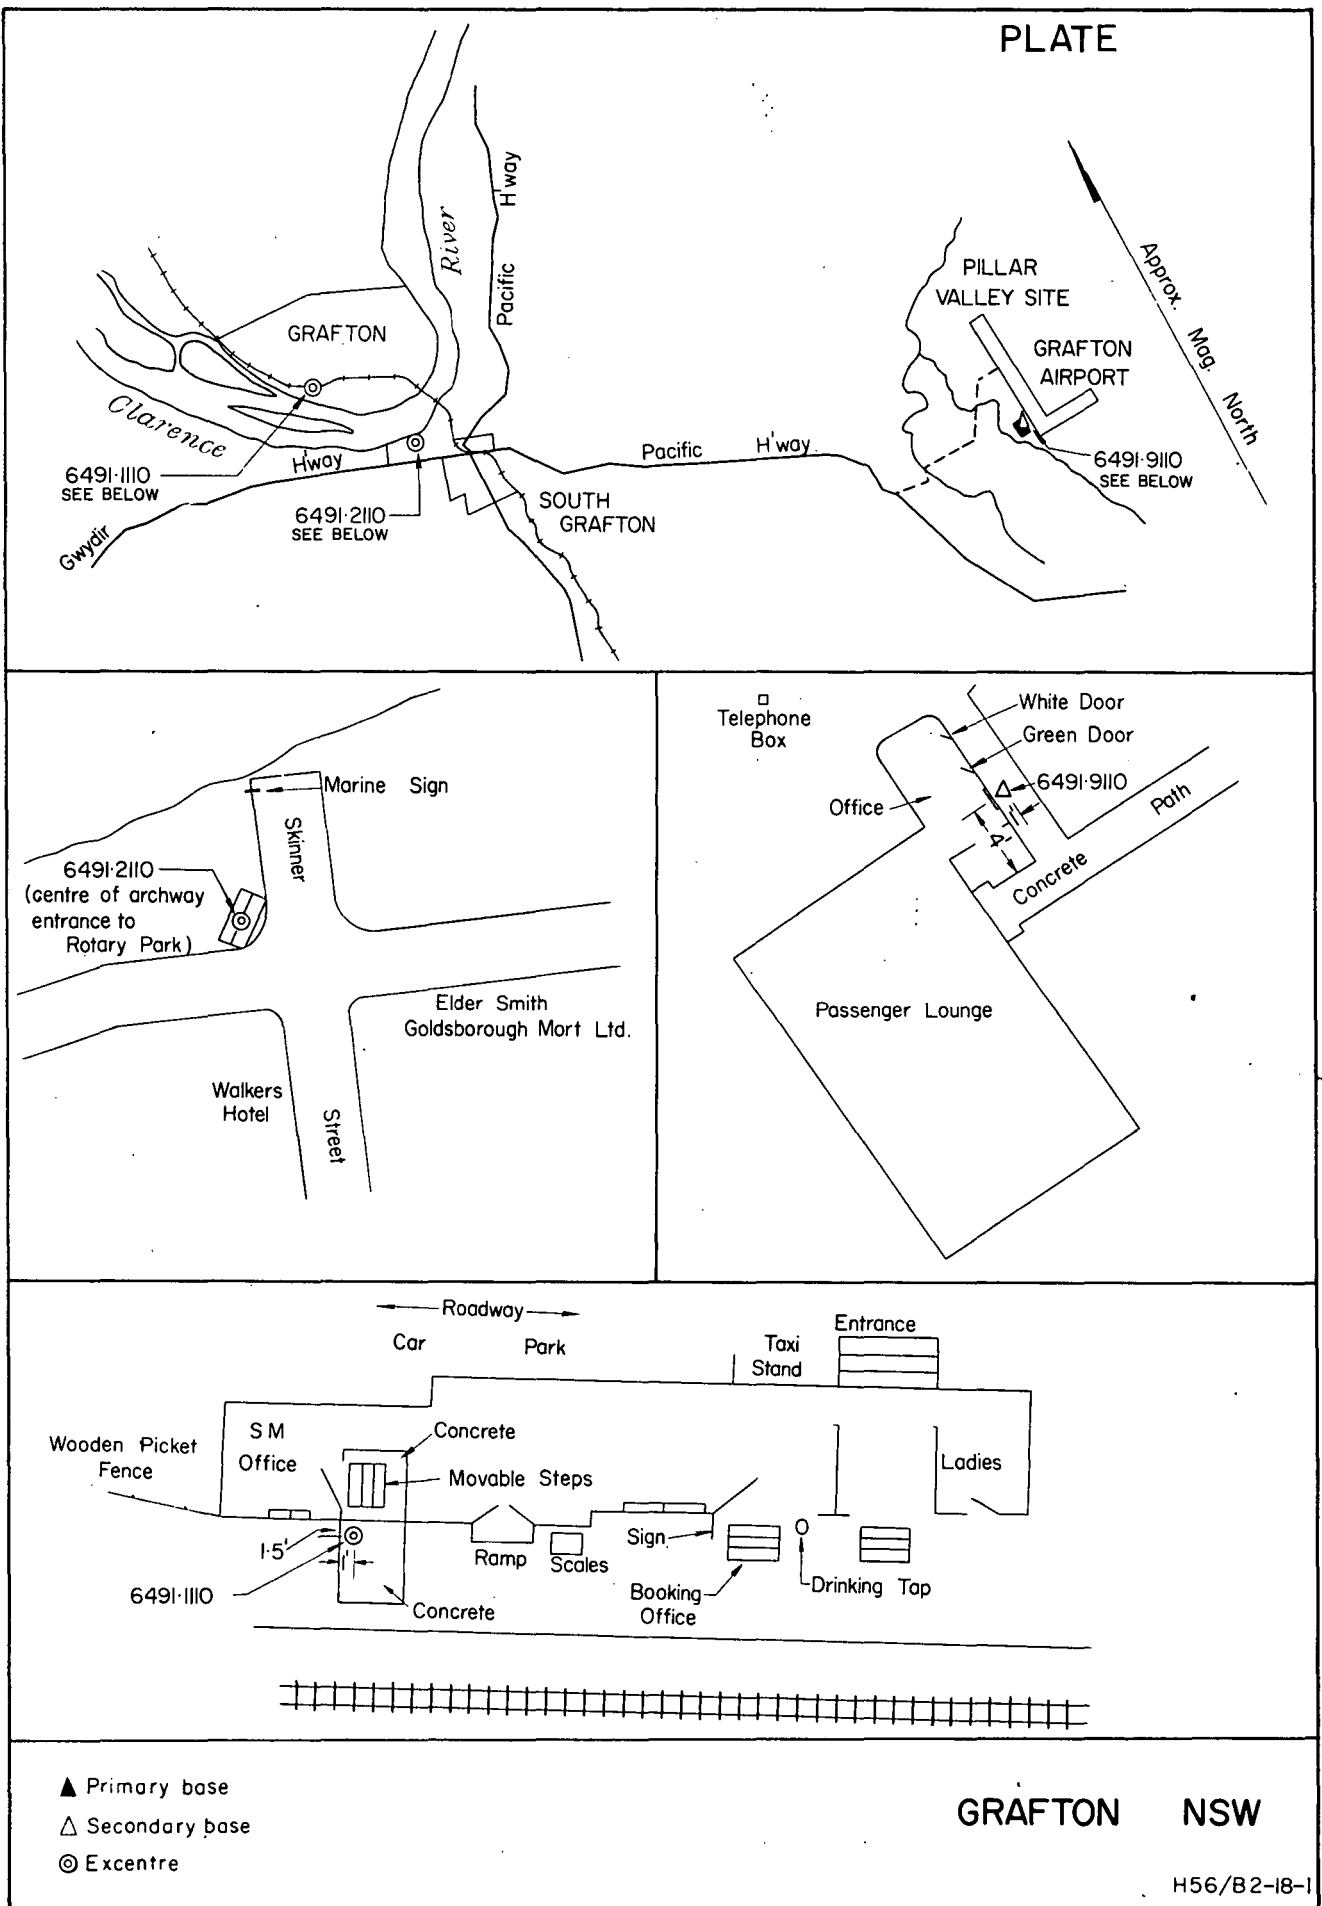 PLATE
H'way
River
Pacific
PILLAR
VALLEY SITE
GRAFTON
AIRPORT
Approx. Mag. North
GRAFTON
Clarence
H'way
Pacific H'way
6491·1110
SEE BELOW
6491·2110
SEE BELOW
6491·9110
SEE BELOW
SOUTH
GRAFTON
Gwydir
Marine Sign
Skinner
6491·2110
(centre of archway
entrance to
Rotary Park)
Elder Smith
Goldsborough Mort Ltd.
Walkers
Hotel
Street
Telephone
Box
White Door
Green Door
6491·9110
Office
Path
4'
1'
Concrete
Passenger Lounge
Roadway
Car Park
Taxi
Stand
Entrance
S M
Office
Wooden Picket
Fence
Concrete
Movable Steps
Ladies
1·5'
1'
Ramp
Scales
Sign
6491·1110
Concrete
Booking
Office
Drinking Tap
Primary base
Secondary base
Excentre
GRAFTON NSW
H56/B2-18-1